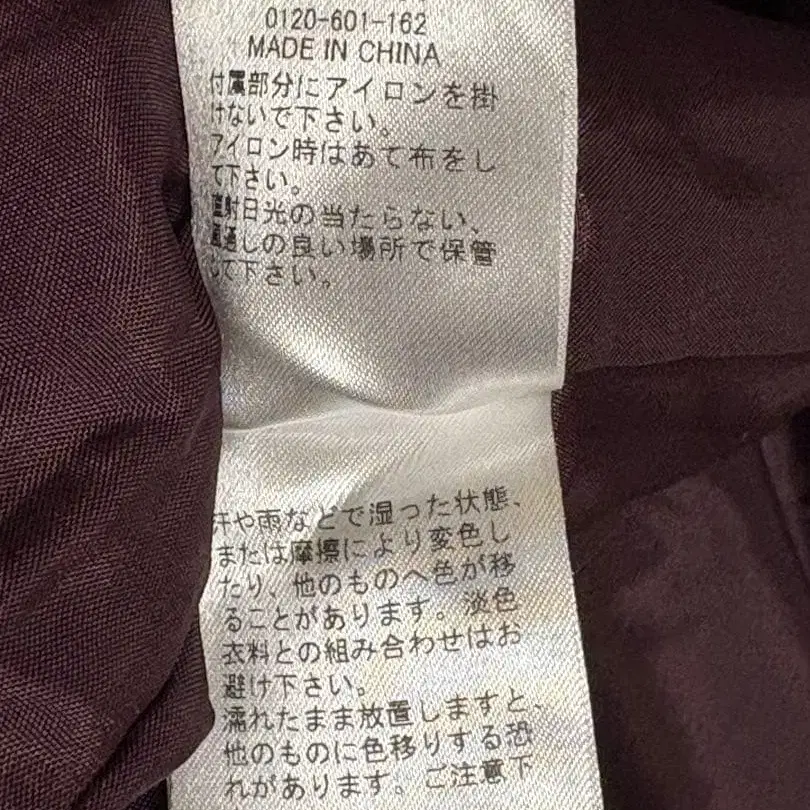 0120-601-162
MADE IN CHINA
付属部分にアイロンを掛
けないで下さい。
アイロン時はあて布をし
て下さい。
直射日光の当たらない、
風通しの良い場所で保管
して下さい。
汗や雨などで湿った状態、
または摩擦により変色し
たり、他のものへ色が移
ることがあります。淡色
衣料との組み合わせはお
避け下さい。
濡れたまま放置しますと、
他のものに色移りする恐
れがあります。ご注意下